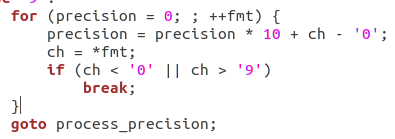 for (precision = 0; ; ++fmt) {
precision = precision * 10 + ch - '0';
ch = *fmt;
if (ch < '0' || ch > '9')
break;
}
goto process_precision;